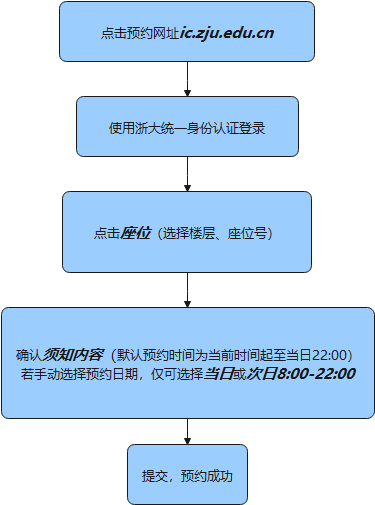 点击预约网址ic.zju.edu.cn
使用浙大统一身份认证登录
点击座位（选择楼层、座位号）
确认须知内容（默认预约时间为当前时间起至当日22:00）
若手动选择预约日期，仅可选择当日或次日8:00-22:00
提交，预约成功